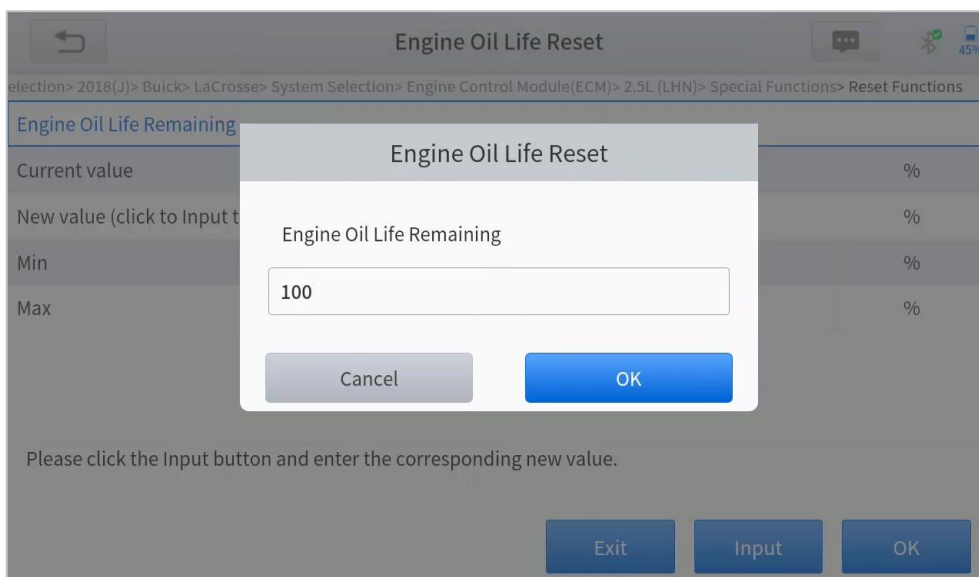 Engine Oil Life Reset
45%
election> 2018(J)> Buick> LaCrosse> System Selection> Engine Control Module(ECM)> 2.5L (LHN)> Special Functions> Reset Functions
Engine Oil Life Remaining
Current value %
New value (click to Input t %
Min %
Max %
Engine Oil Life Reset
Engine Oil Life Remaining
100
Cancel OK
Please click the Input button and enter the corresponding new value.
Exit Input OK